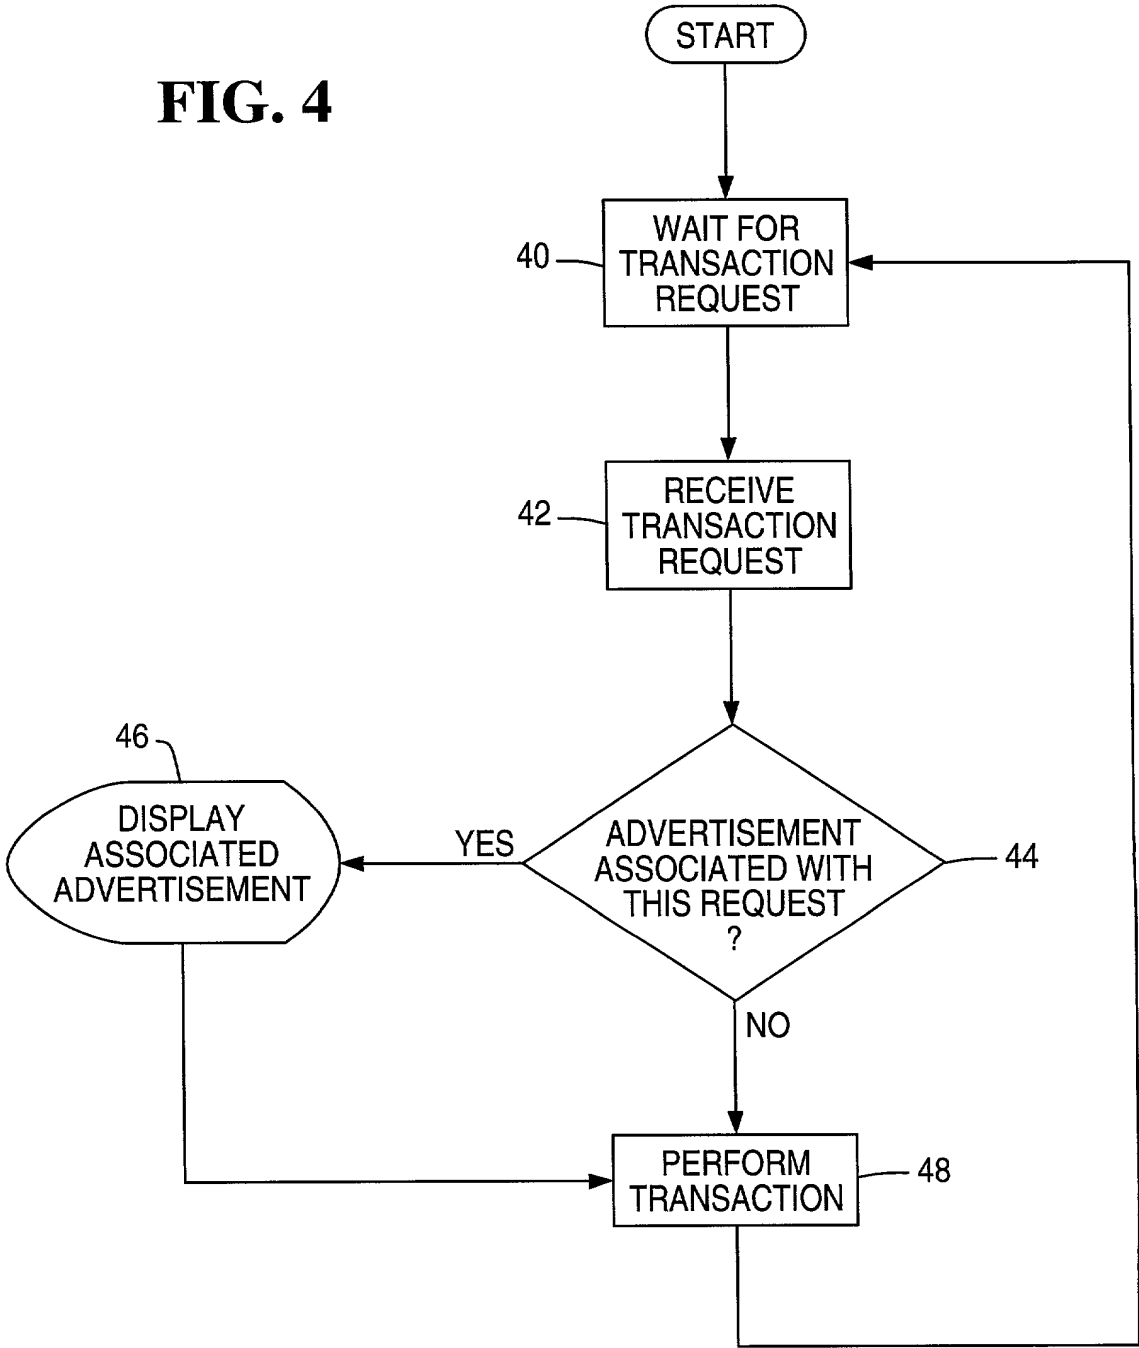 START
FIG. 4
WAIT FOR
TRANSACTION
REQUEST
40
RECEIVE
TRANSACTION
REQUEST
42
46
DISPLAY
ASSOCIATED
ADVERTISEMENT
YES
ADVERTISEMENT
ASSOCIATED WITH
THIS REQUEST
?
44
NO
PERFORM
TRANSACTION
48